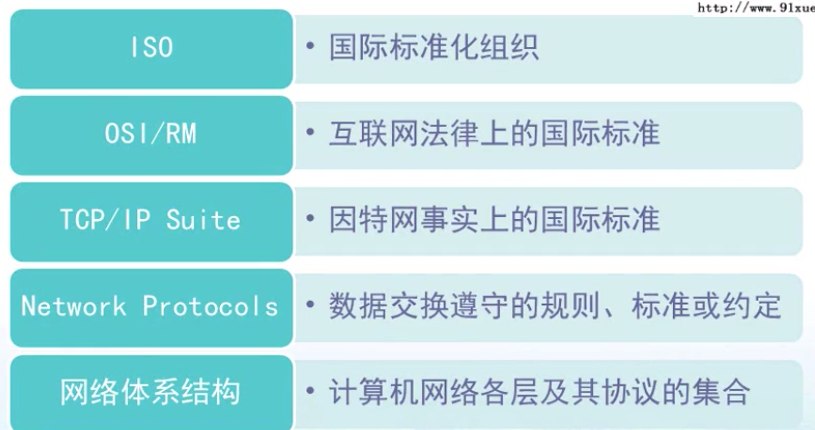 http://www.91xue
ISO
• 国际标准化组织
OSI/RM
• 互联网法律上的国际标准
TCP/IP Suite
• 因特网事实上的国际标准
Network Protocols
• 数据交换遵守的规则、标准或约定
网络体系结构
• 计算机网络各层及其协议的集合